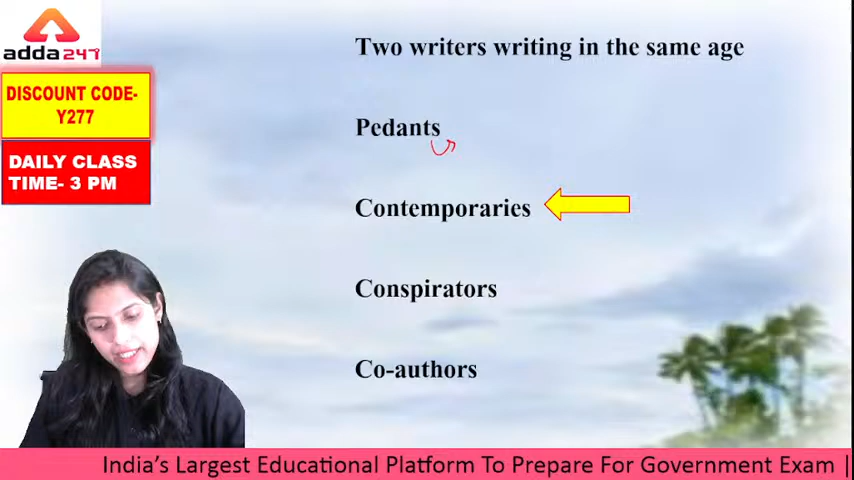 adda247
DISCOUNT CODE-
Y277
DAILY CLASS
TIME- 3 PM
Two writers writing in the same age
Pedants
Contemporaries
Conspirators
Co-authors
India's Largest Educational Platform To Prepare For Government Exam |